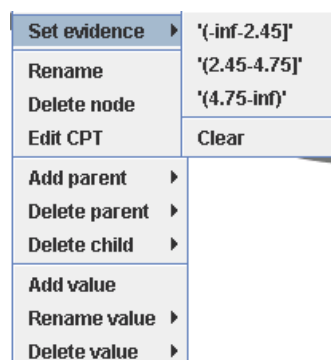 Set evidence
Rename
Delete node
Edit CPT
Add parent
Delete parent
Delete child
Add value
Rename value
Delete value
'(-inf-2.45]'
'(2.45-4.75]'
'(4.75-inf)'
Clear